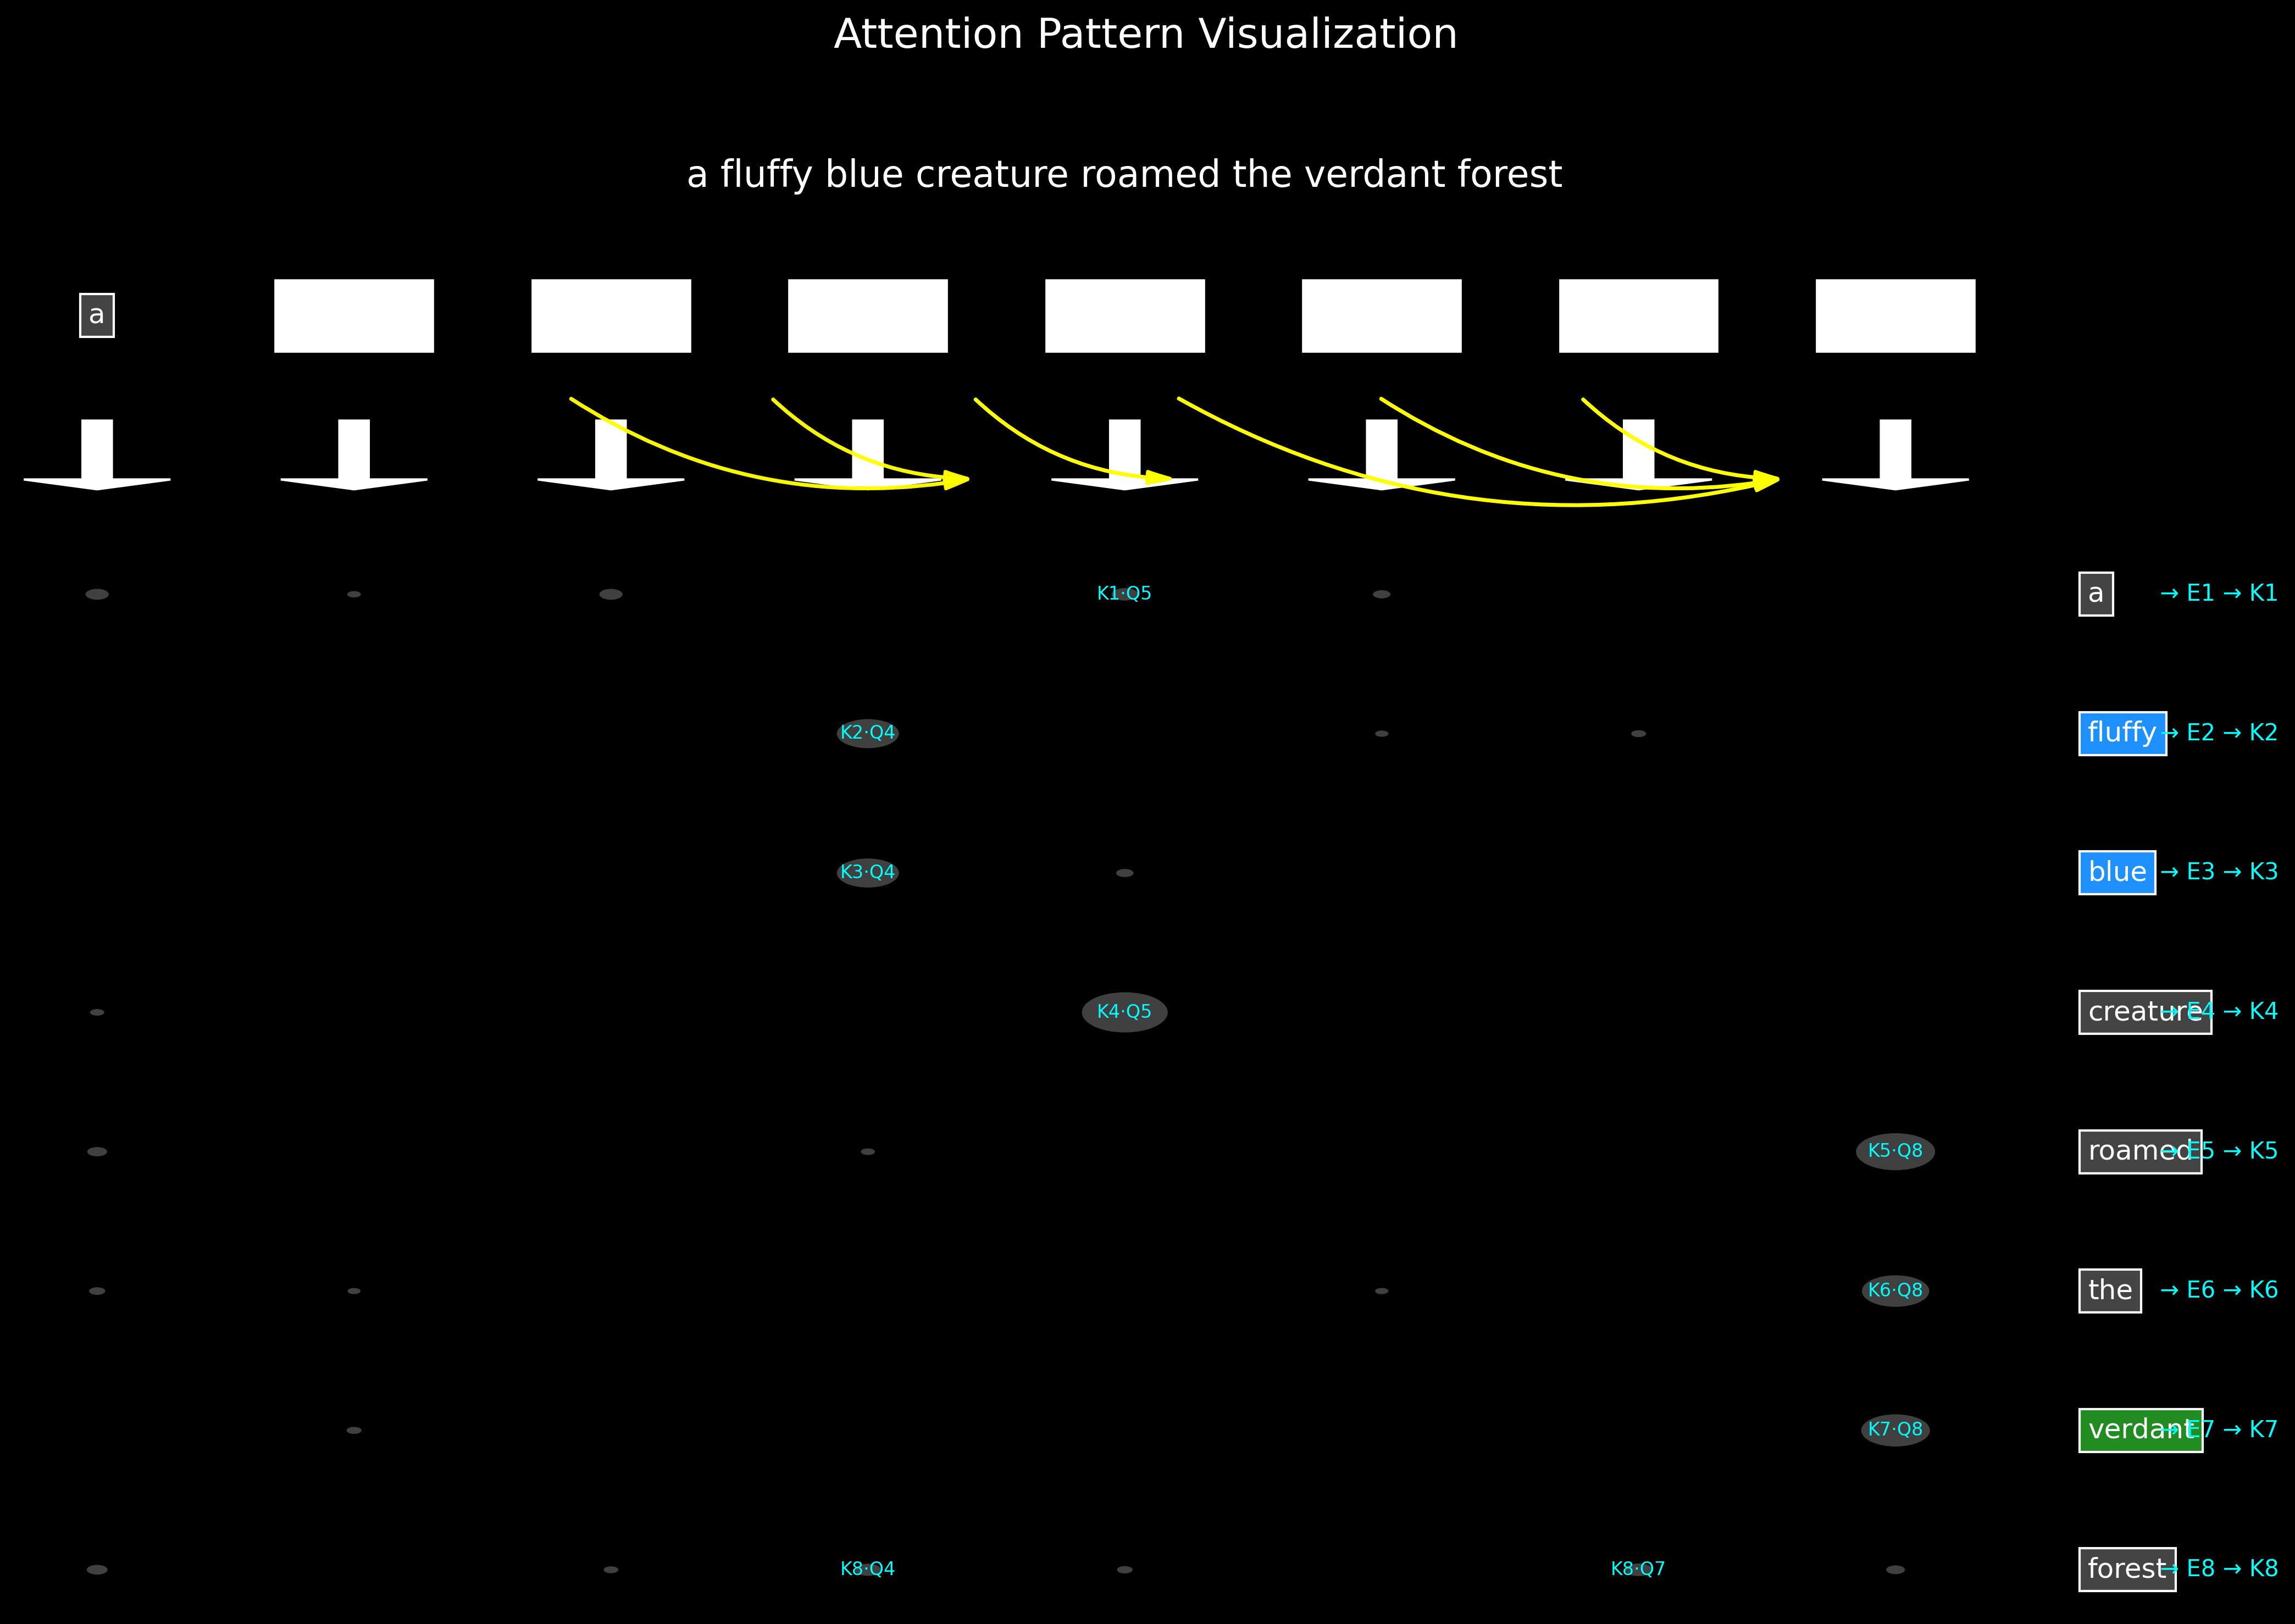 Attention Pattern Visualization
a fluffy blue creature roamed the verdant forest
a
K1·Q5 a → E1 → K1
K2·Q4 fluffy → E2 → K2
K3·Q4 blue → E3 → K3
K4·Q5 creature → E4 → K4
K5·Q8 roamed → E5 → K5
K6·Q8 the → E6 → K6
K7·Q8 verdant → E7 → K7
K8·Q4 K8·Q7 forest → E8 → K8